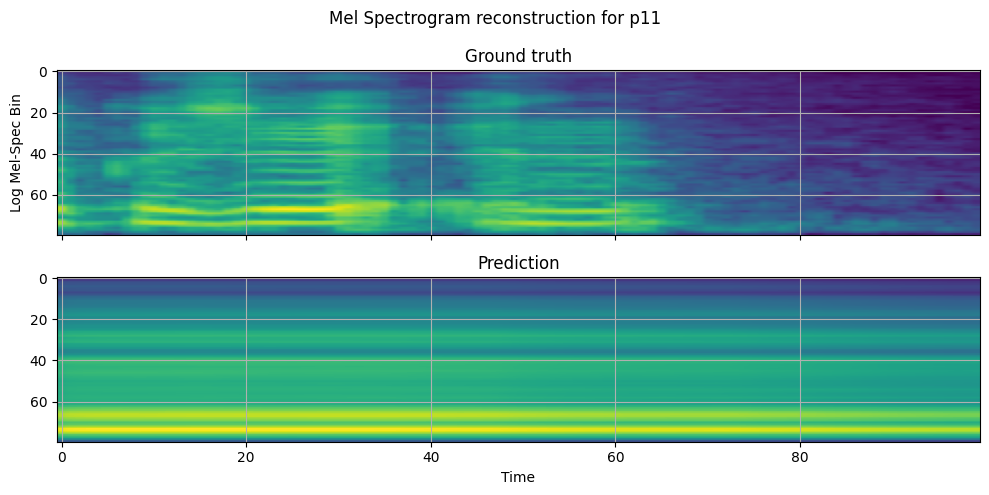 Mel Spectrogram reconstruction for p11
Ground truth
0
20
40
60
Log Mel-Spec Bin
Prediction
0
20
40
60
0 20 40 60 80
Time